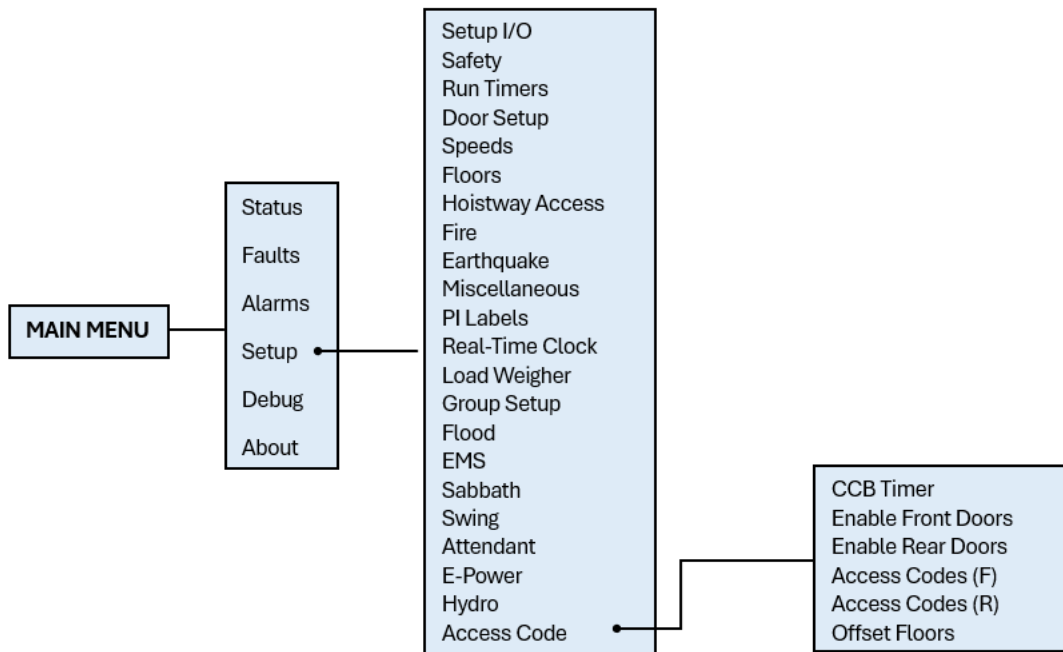 MAIN MENU
Status
Faults
Alarms
Setup
Debug
About
Setup I/O
Safety
Run Timers
Door Setup
Speeds
Floors
Hoistway Access
Fire
Earthquake
Miscellaneous
PI Labels
Real-Time Clock
Load Weigher
Group Setup
Flood
EMS
Sabbath
Swing
Attendant
E-Power
Hydro
Access Code
CCB Timer
Enable Front Doors
Enable Rear Doors
Access Codes (F)
Access Codes (R)
Offset Floors